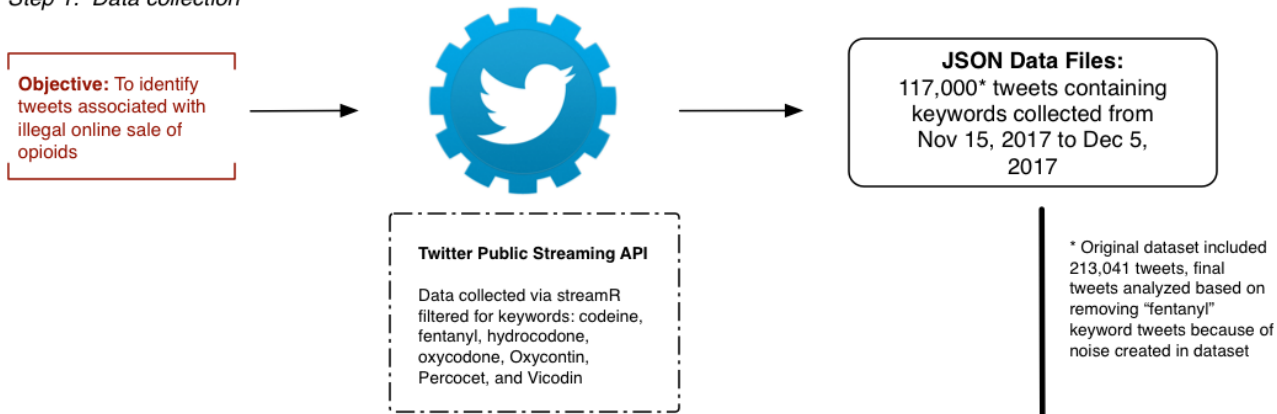 Step 1: Data collection
Objective: To identify
tweets associated with
illegal online sale of
opioids
JSON Data Files:
117,000* tweets containing
keywords collected from
Nov 15, 2017 to Dec 5,
2017
Twitter Public Streaming API
Data collected via streamR
filtered for keywords: codeine,
fentanyl, hydrocodone,
oxycodone, Oxycontin,
Percocet, and Vicodin
* Original dataset included
213,041 tweets, final
tweets analyzed based on
removing “fentanyl”
keyword tweets because of
noise created in dataset